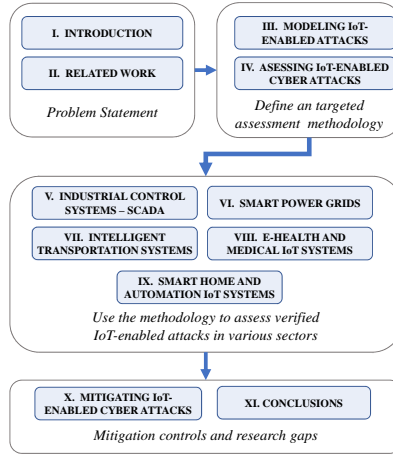 I. INTRODUCTION
II. RELATED WORK
Problem Statement
III. MODELING IoT-
ENABLED ATTACKS
IV. ASESSING IoT-ENABLED
CYBER ATTACKS
Define an targeted
assessment methodology
V. INDUSTRIAL CONTROL
SYSTEMS – SCADA
VI. SMART POWER GRIDS
VII. INTELLIGENT
TRANSPORTATION SYSTEMS
VIII. E-HEALTH AND
MEDICAL IoT SYSTEMS
IX. SMART HOME AND
AUTOMATION IoT SYSTEMS
Use the methodology to assess verified
IoT-enabled attacks in various sectors
X. MITIGATING IoT-
ENABLED CYBER ATTACKS
XI. CONCLUSIONS
Mitigation controls and research gaps